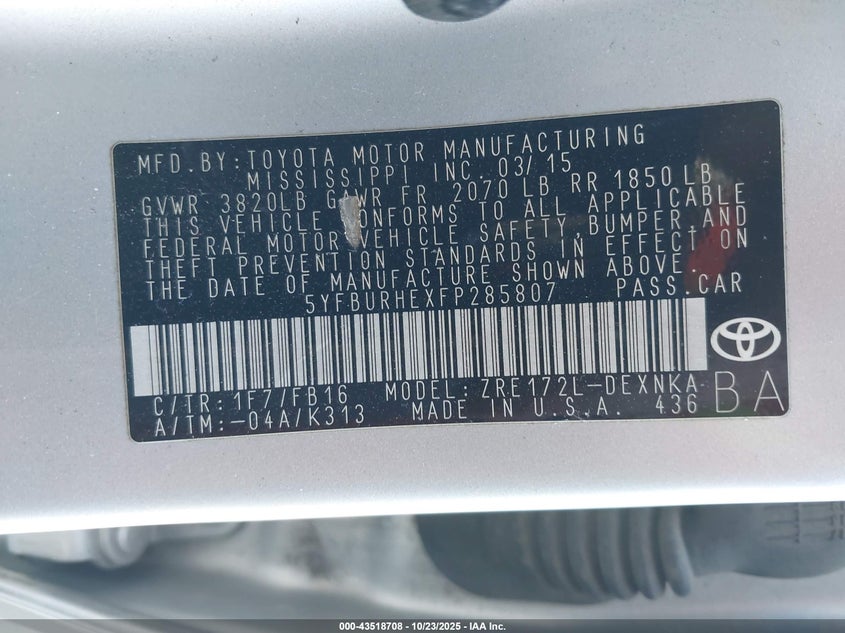 MFD.BY:TOYOTA MOTOR MANUFACTURING
MISSISSIPPI INC. 03/15
GVWR 3820LB GAWR FR 2070 LB RR 1850 LB
THIS VEHICLE CONFORMS TO ALL APPLICABLE
FEDERAL MOTOR VEHICLE SAFETY,BUMPER,AND
THEFT PREVENTION STANDARDS IN EFFECT ON
THE DATE OF MANUFACTURE SHOWN ABOVE.
5YFBURHEXFP285807 PASS.CAR
C/TR:1F7/FB16 MODEL:ZRE172L-DEXNKA
A/TM:-04A/K313 MADE IN U.S.A. 436
BA
000-43518708 - 10/23/2025 - IAA Inc.